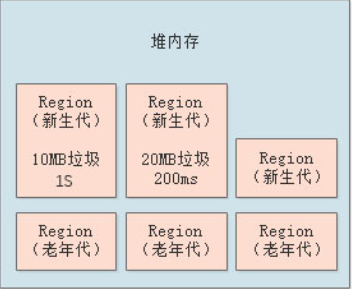 堆内存
Region
（新生代）
10MB垃圾
1S
Region
（新生代）
20MB垃圾
200ms
Region
（新生代）
Region
（老年代）
Region
（老年代）
Region
（老年代）